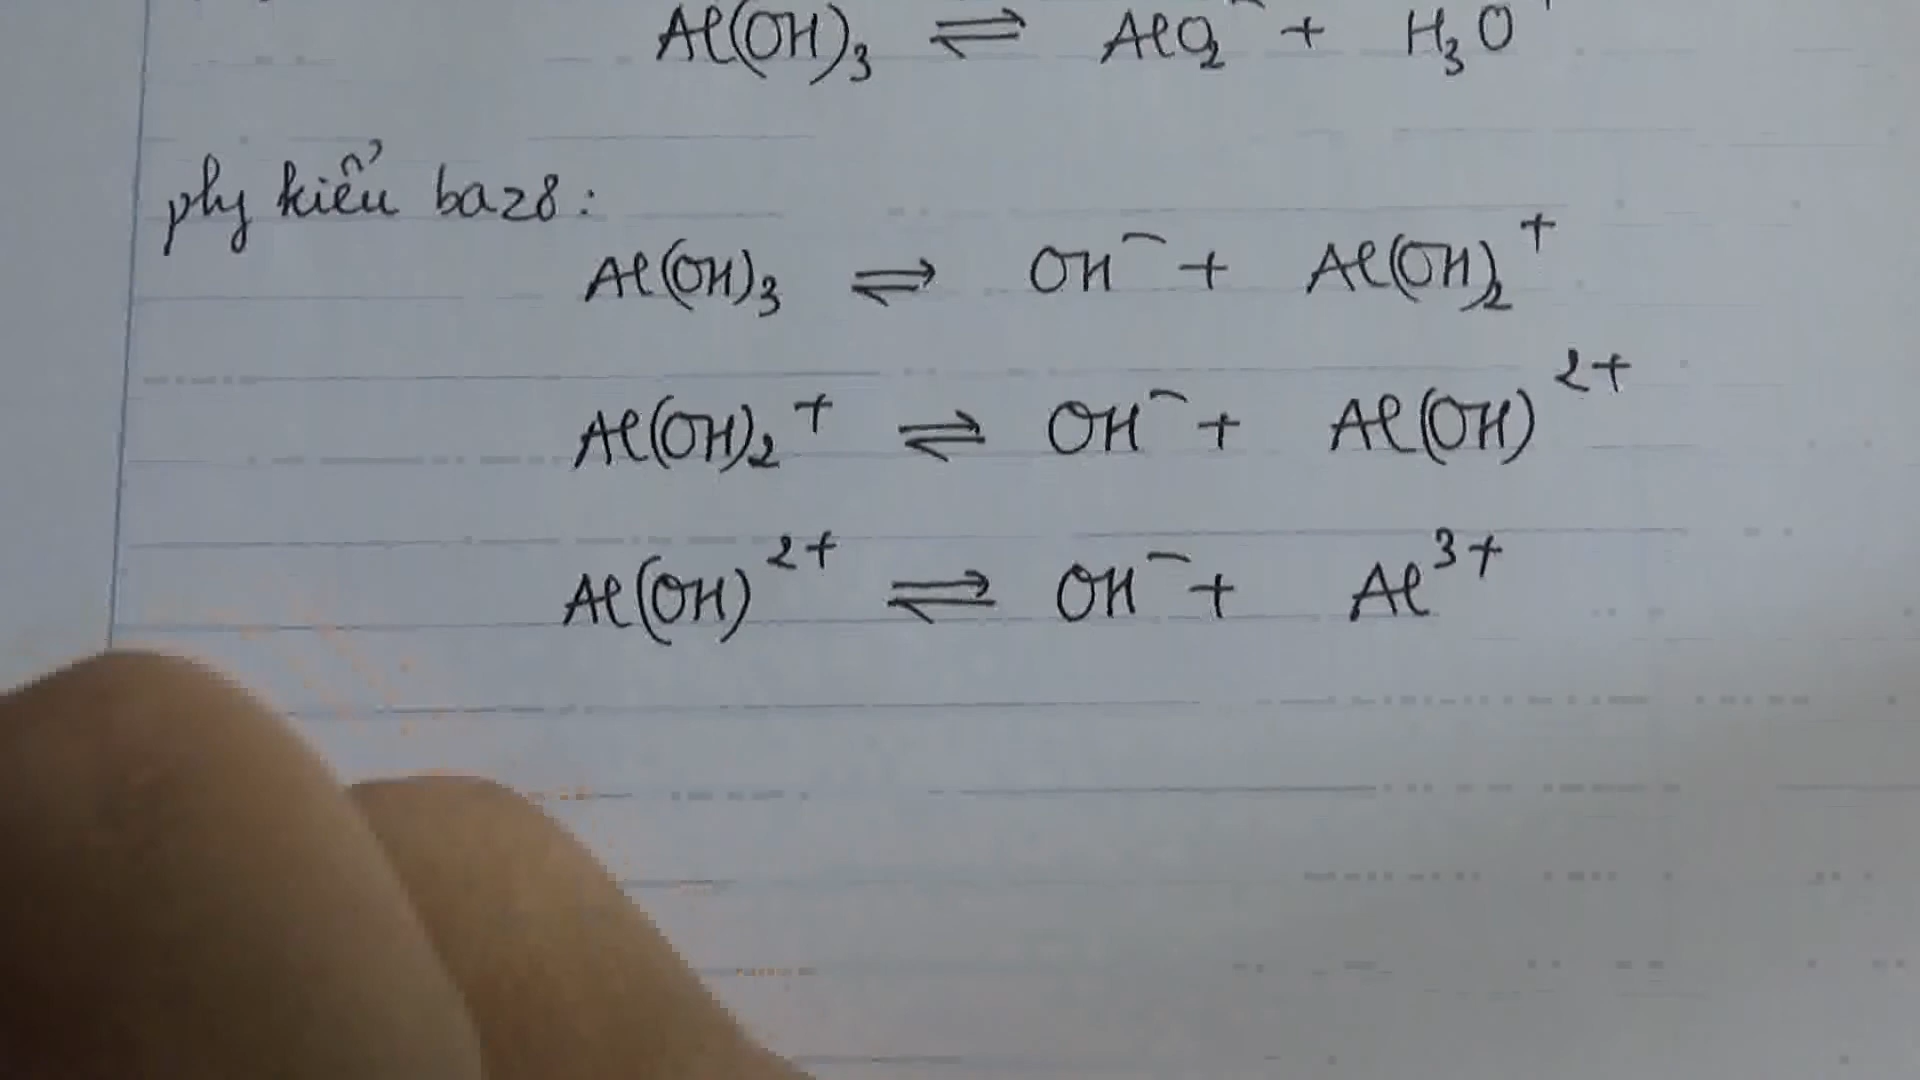 Al(OH)₃ ⇌ AlO₂⁻ + H₃O⁺
ply kiểu bazơ:
Al(OH)₃ ⇌ OH⁻ + Al(OH)₂⁺
Al(OH)₂⁺ ⇌ OH⁻ + Al(OH)²⁺
Al(OH)²⁺ ⇌ OH⁻ + Al³⁺